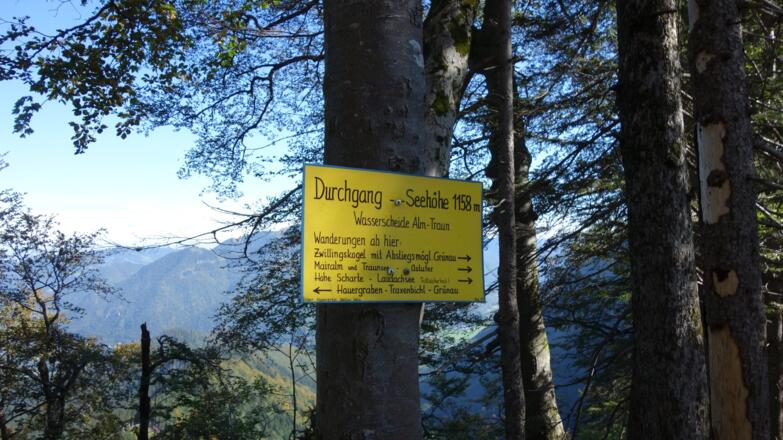 Durchgang - Seehöhe 1158 m
Wasserscheide Alm-Traun
Wanderungen ab hier:
Zwillingskogel mit Abstiegsmögl. Grünau →
Maitalm und Traunsee Ostufer →
Hohe Scharte - Laudachsee →
← Hauergraben - Traxenbichl - Grünau